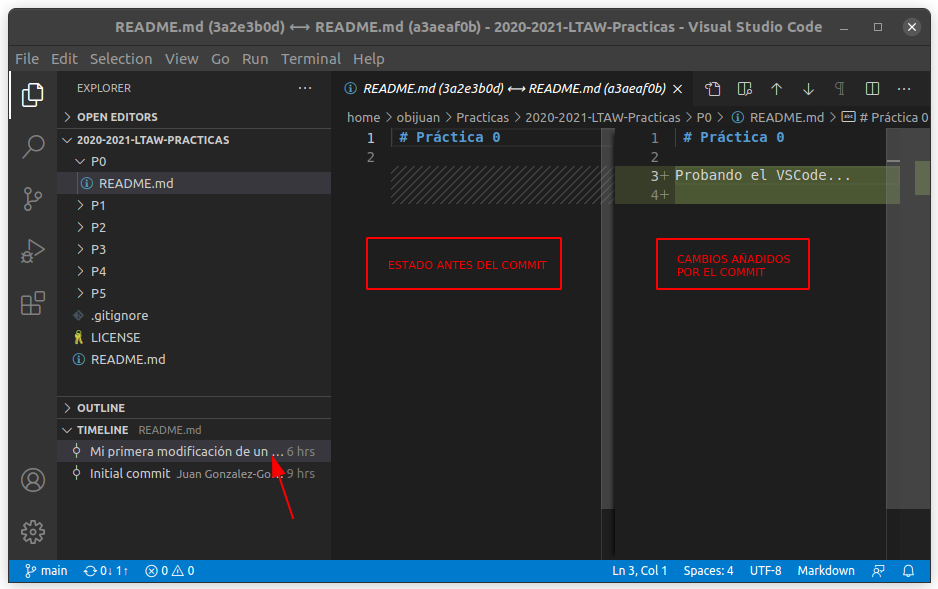 README.md (3a2e3b0d) ⟷ README.md (a3aeaf0b) - 2020-2021-LTAW-Practicas - Visual Studio Code
File Edit Selection View Go Run Terminal Help
EXPLORER
OPEN EDITORS
2020-2021-LTAW-PRACTICAS
P0
README.md
P1
P2
P3
P4
P5
.gitignore
LICENSE
README.md
OUTLINE
TIMELINE README.md
Mi primera modificación de un ... 6 hrs
Initial commit Juan Gonzalez-Go... 9 hrs
README.md (3a2e3b0d) ⟷ README.md (a3aeaf0b)
home > obijuan > Practicas > 2020-2021-LTAW-Practicas > P0 > README.md > # Práctica 0
1 # Práctica 0
2
ESTADO ANTES DEL COMMIT
1 # Práctica 0
2
3+ Probando el VSCode...
4+
CAMBIOS AÑADIDOS
POR EL COMMIT
main 0↓ 1↑ 0 0 Ln 3, Col 1 Spaces: 4 UTF-8 Markdown